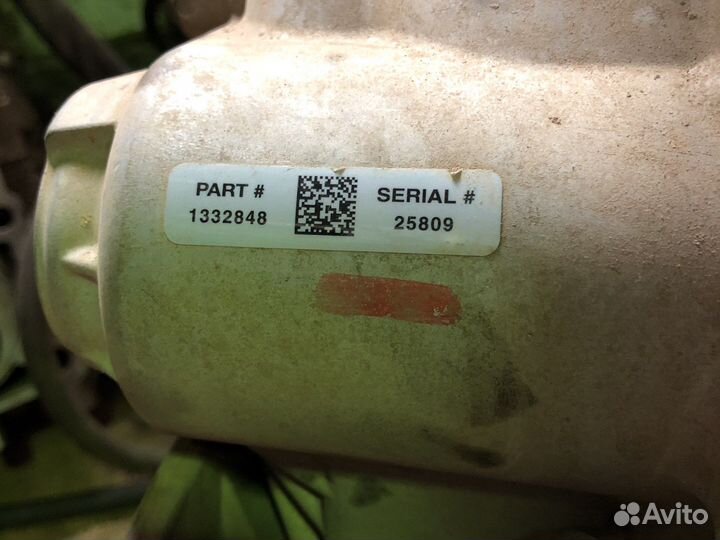 PART #
1332848
SERIAL #
25809
Avito